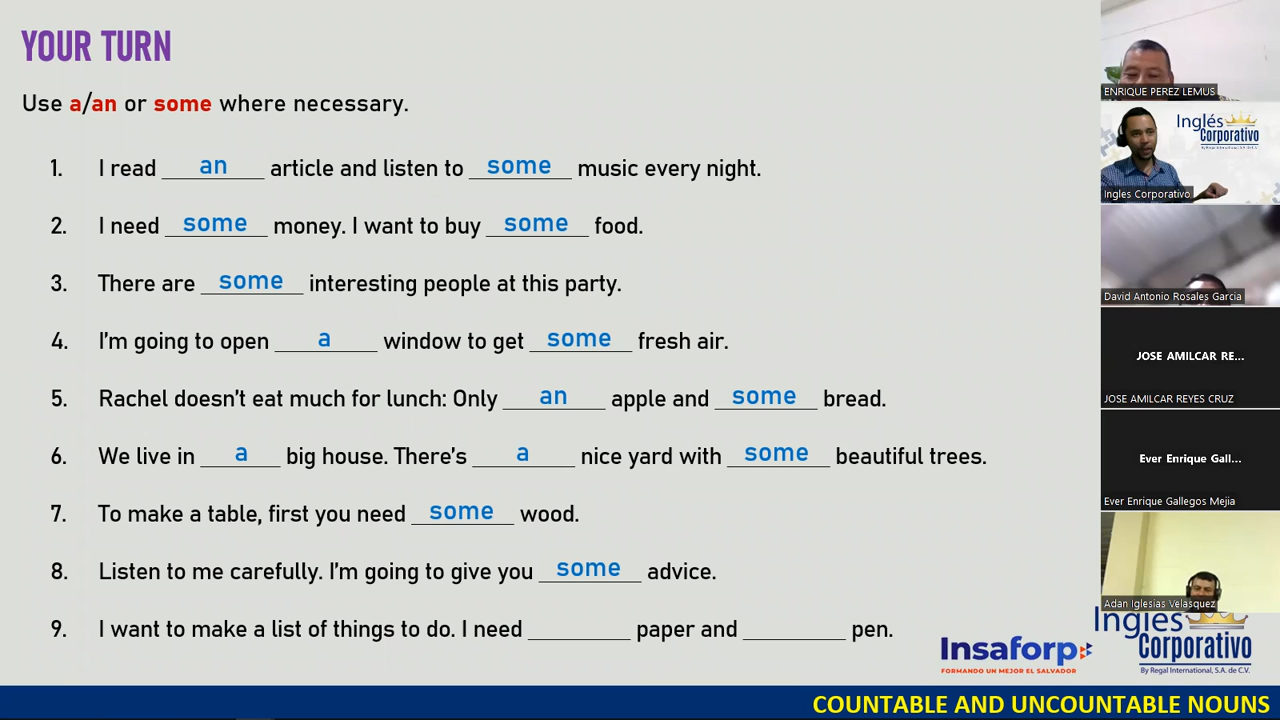 YOUR TURN
Use a/an or some where necessary.
1. I read an article and listen to some music every night.
2. I need some money. I want to buy some food.
3. There are some interesting people at this party.
4. I'm going to open a window to get some fresh air.
5. Rachel doesn't eat much for lunch: Only an apple and some bread.
6. We live in a big house. There's a nice yard with some beautiful trees.
7. To make a table, first you need some wood.
8. Listen to me carefully. I'm going to give you some advice.
9. I want to make a list of things to do. I need __________ paper and __________ pen.
Insaforp
FORMANDO UN MEJOR EL SALVADOR
Inglés
Corporativo
By Regal International, S.A. de C.V.
COUNTABLE AND UNCOUNTABLE NOUNS
ENRIQUE PEREZ LEMUS
Inglés
Corporativo
By Regal International, S.A. de C.V.
Ingles Corporativo
David Antonio Rosales Garcia
JOSE AMILCAR RE...
JOSE AMILCAR REYES CRUZ
Ever Enrique Gall...
Ever Enrique Gallegos Mejia
Adan Iglesias Velasquez